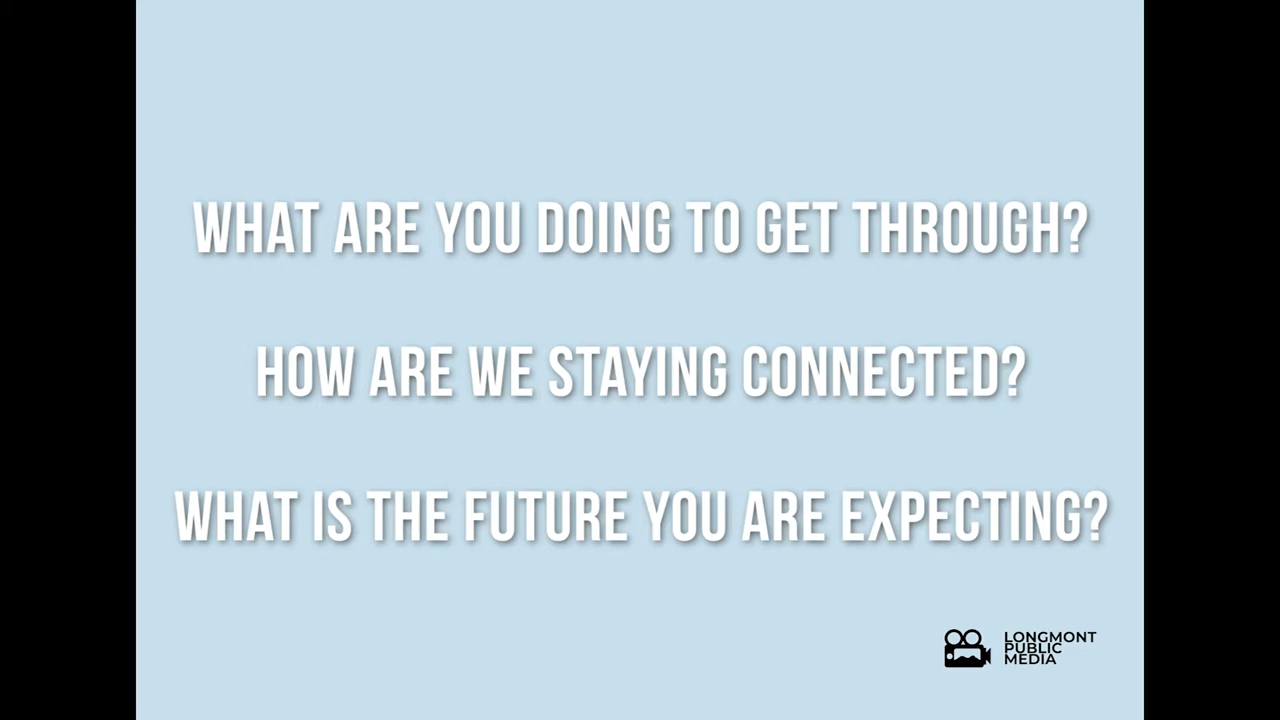 WHAT ARE YOU DOING TO GET THROUGH?
HOW ARE WE STAYING CONNECTED?
WHAT IS THE FUTURE YOU ARE EXPECTING?
LONGMONT
PUBLIC
MEDIA